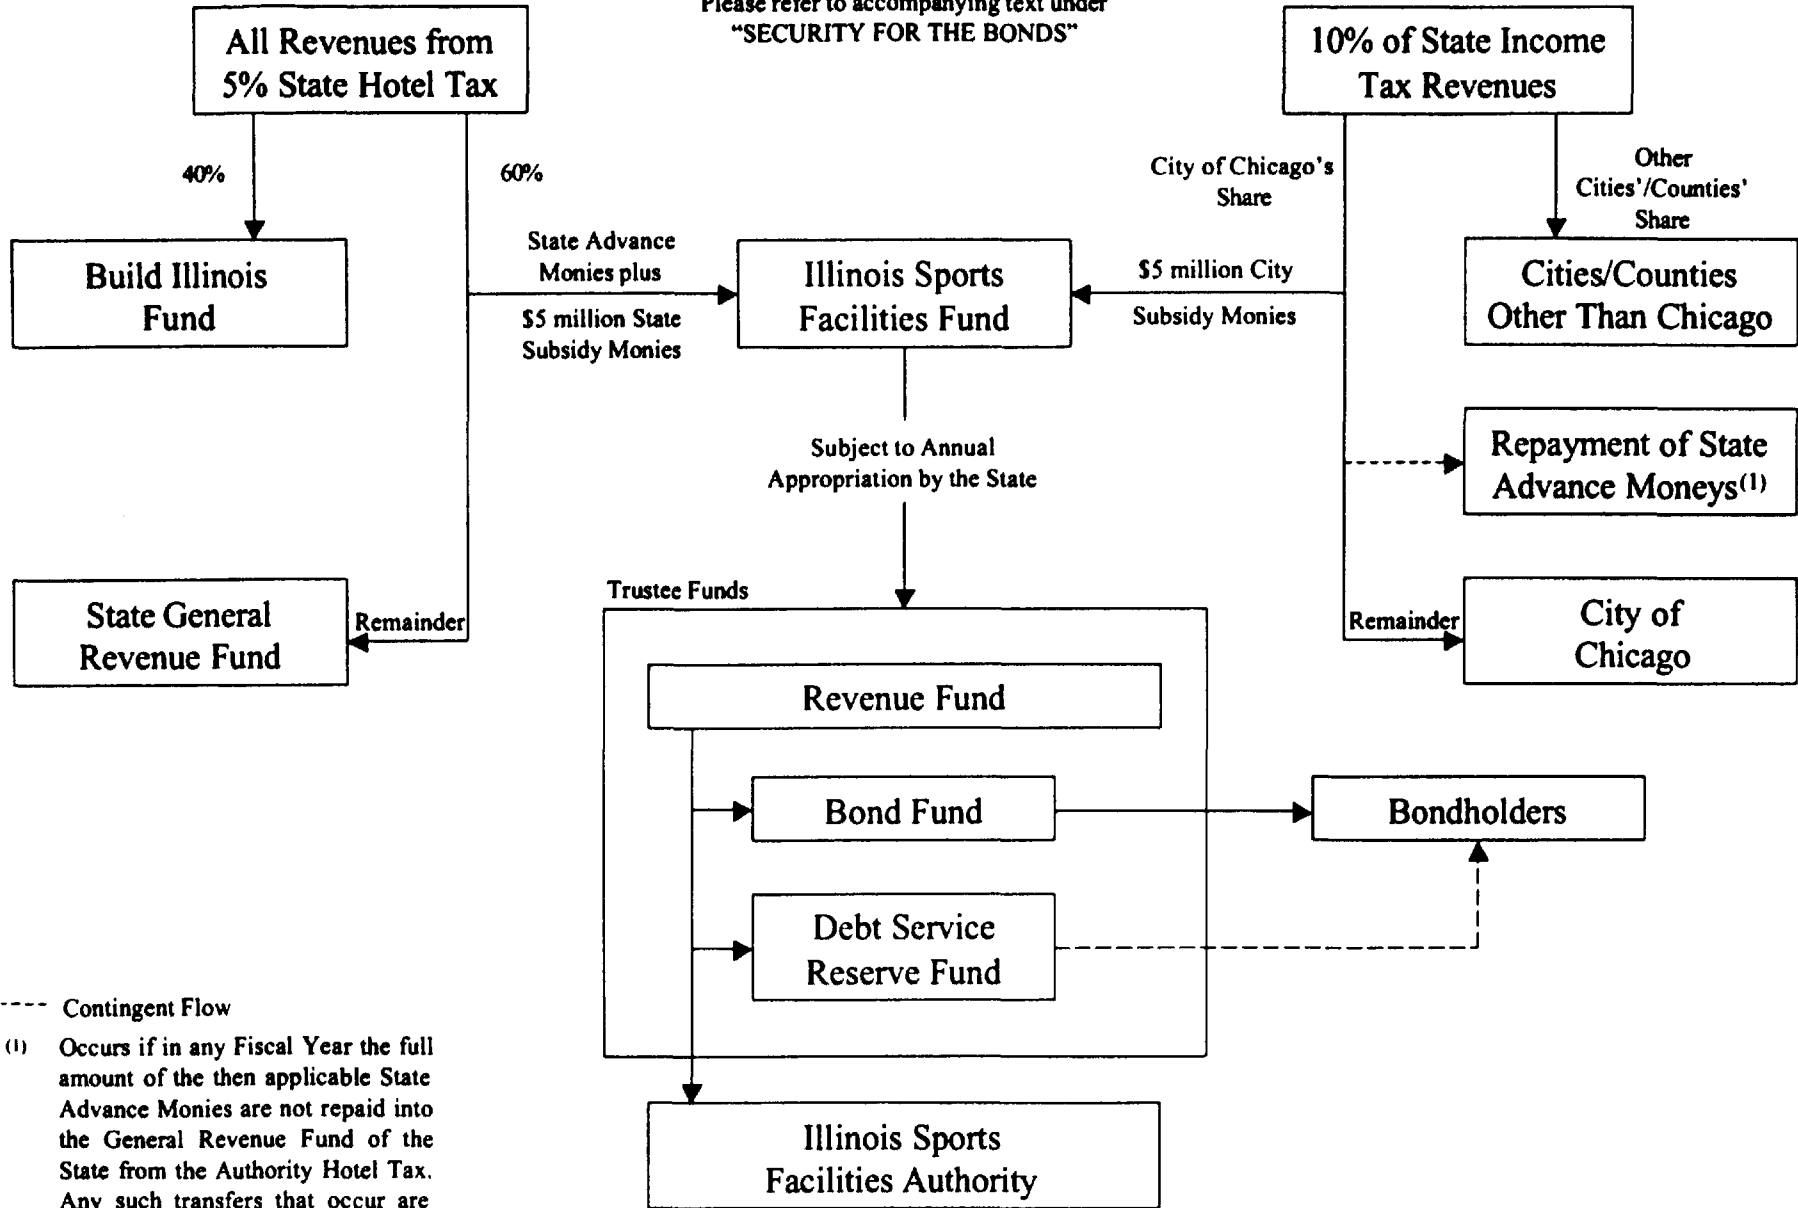 Please refer to accompanying text under
“SECURITY FOR THE BONDS”
All Revenues from
5% State Hotel Tax
10% of State Income
Tax Revenues
40%
60%
City of Chicago's
Share
Other
Cities'/Counties'
Share
Build Illinois
Fund
State Advance
Monies plus
$5 million State
Subsidy Monies
Illinois Sports
Facilities Fund
$5 million City
Subsidy Monies
Cities/Counties
Other Than Chicago
Subject to Annual
Appropriation by the State
Repayment of State
Advance Moneys(1)
State General
Revenue Fund
Remainder
Trustee Funds
Remainder
City of
Chicago
Revenue Fund
Bond Fund
Bondholders
Debt Service
Reserve Fund
---- Contingent Flow
(1) Occurs if in any Fiscal Year the full
amount of the then applicable State
Advance Monies are not repaid into
the General Revenue Fund of the
State from the Authority Hotel Tax.
Any such transfers that occur are
Illinois Sports
Facilities Authority